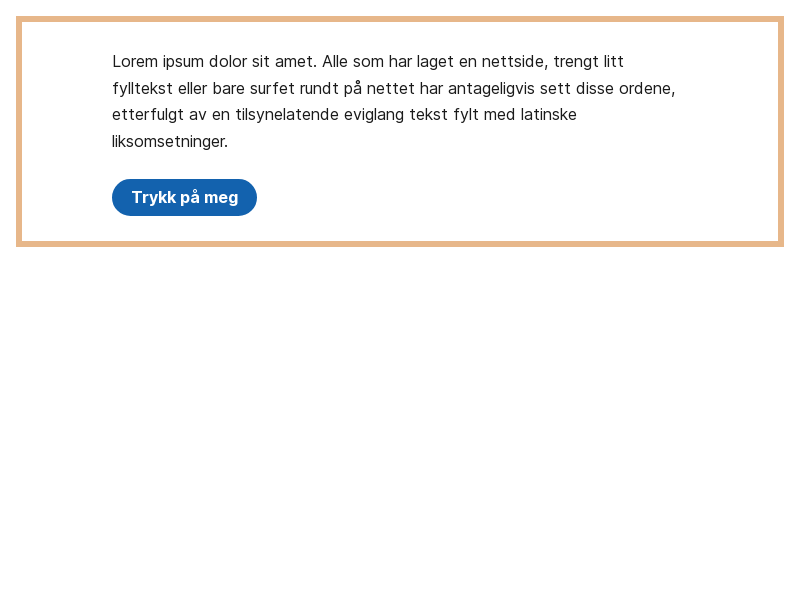 Lorem ipsum dolor sit amet. Alle som har laget en nettside, trengt litt
fylltekst eller bare surfet rundt på nettet har antageligvis sett disse ordene,
etterfulgt av en tilsynelatende eviglang tekst fylt med latinske
liksomsetninger.
Trykk på meg